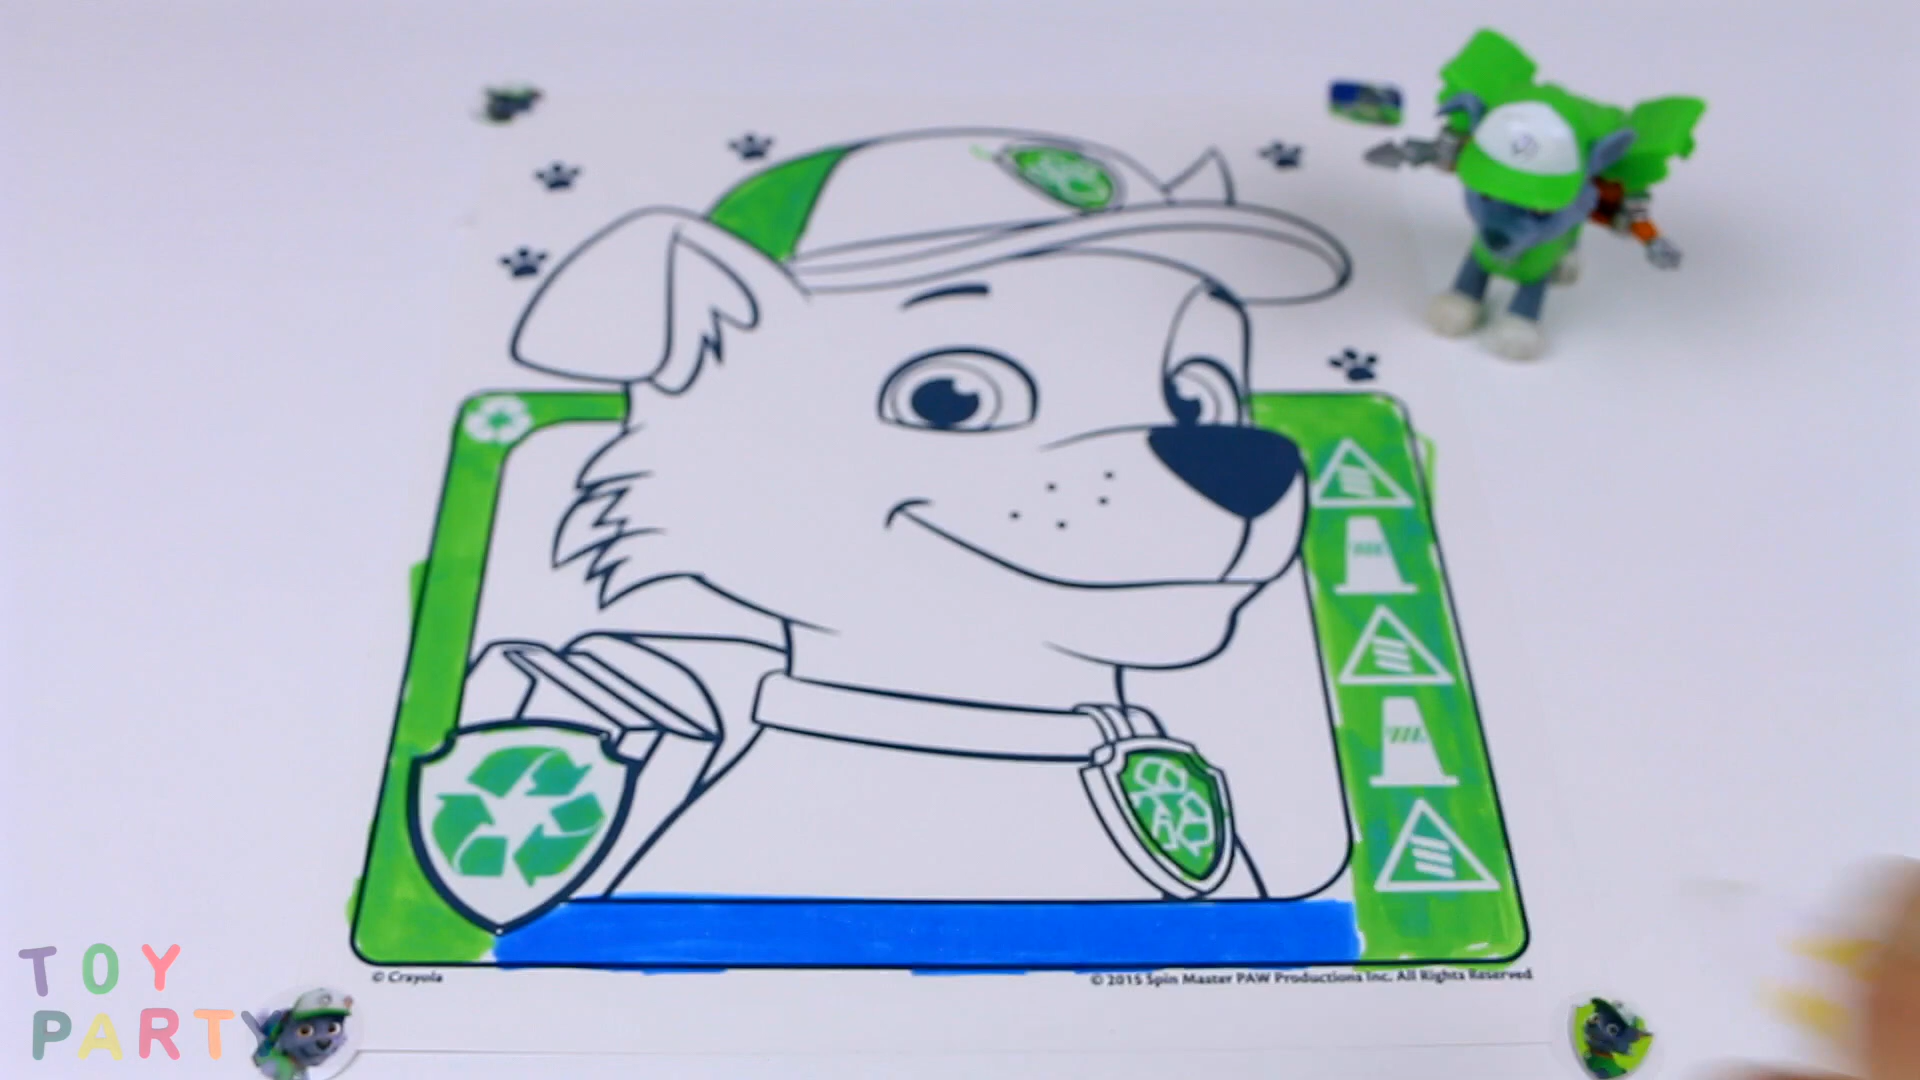 © Crayola
© 2015 Spin Master PAW Productions Inc. All Rights Reserved
TOY
PARTY